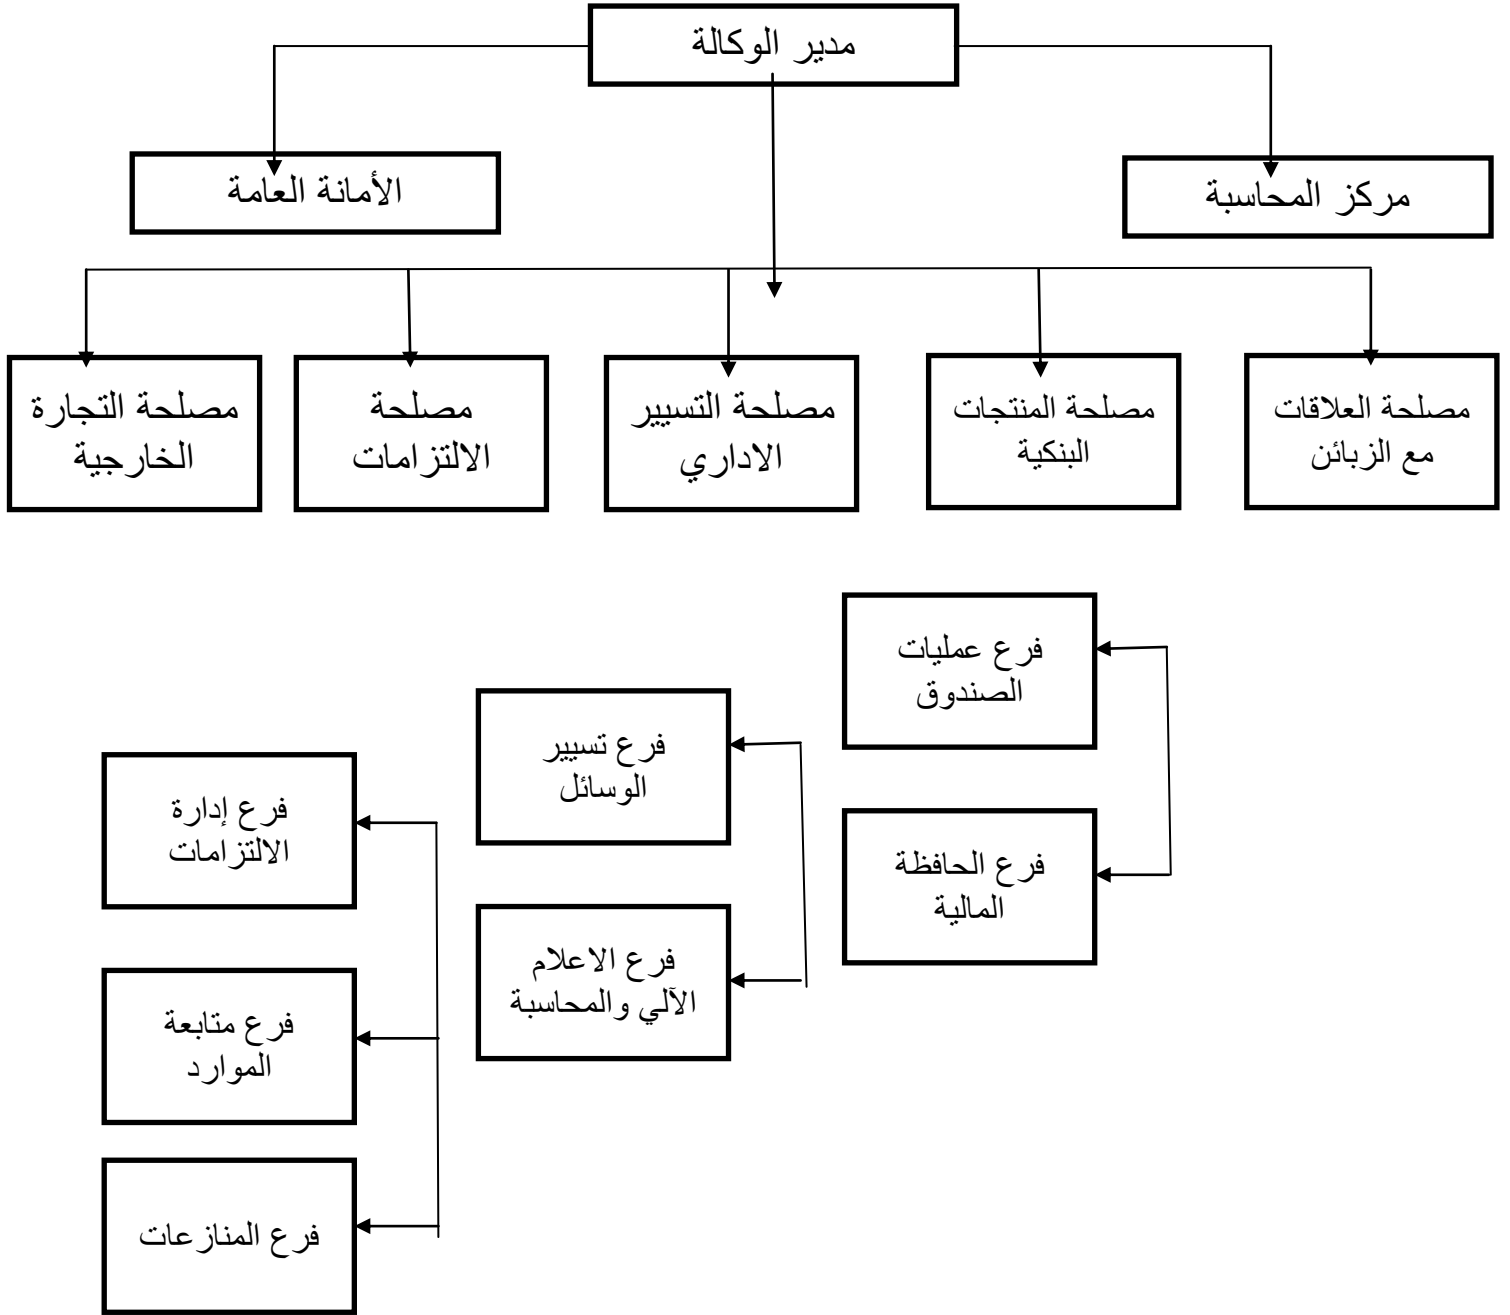 مدير الوكالة
مركز المحاسبة
الأمانة العامة
مصلحة العلاقات
مع الزبائن
مصلحة المنتجات
البنكية
مصلحة التسيير
الاداري
مصلحة
الالتزامات
مصلحة التجارة
الخارجية
فرع عمليات
الصندوق
فرع الحافظة
المالية
فرع تسيير
الوسائل
فرع الاعلام
الآلي والمحاسبة
فرع إدارة
الالتزامات
فرع متابعة
الموارد
فرع المنازعات